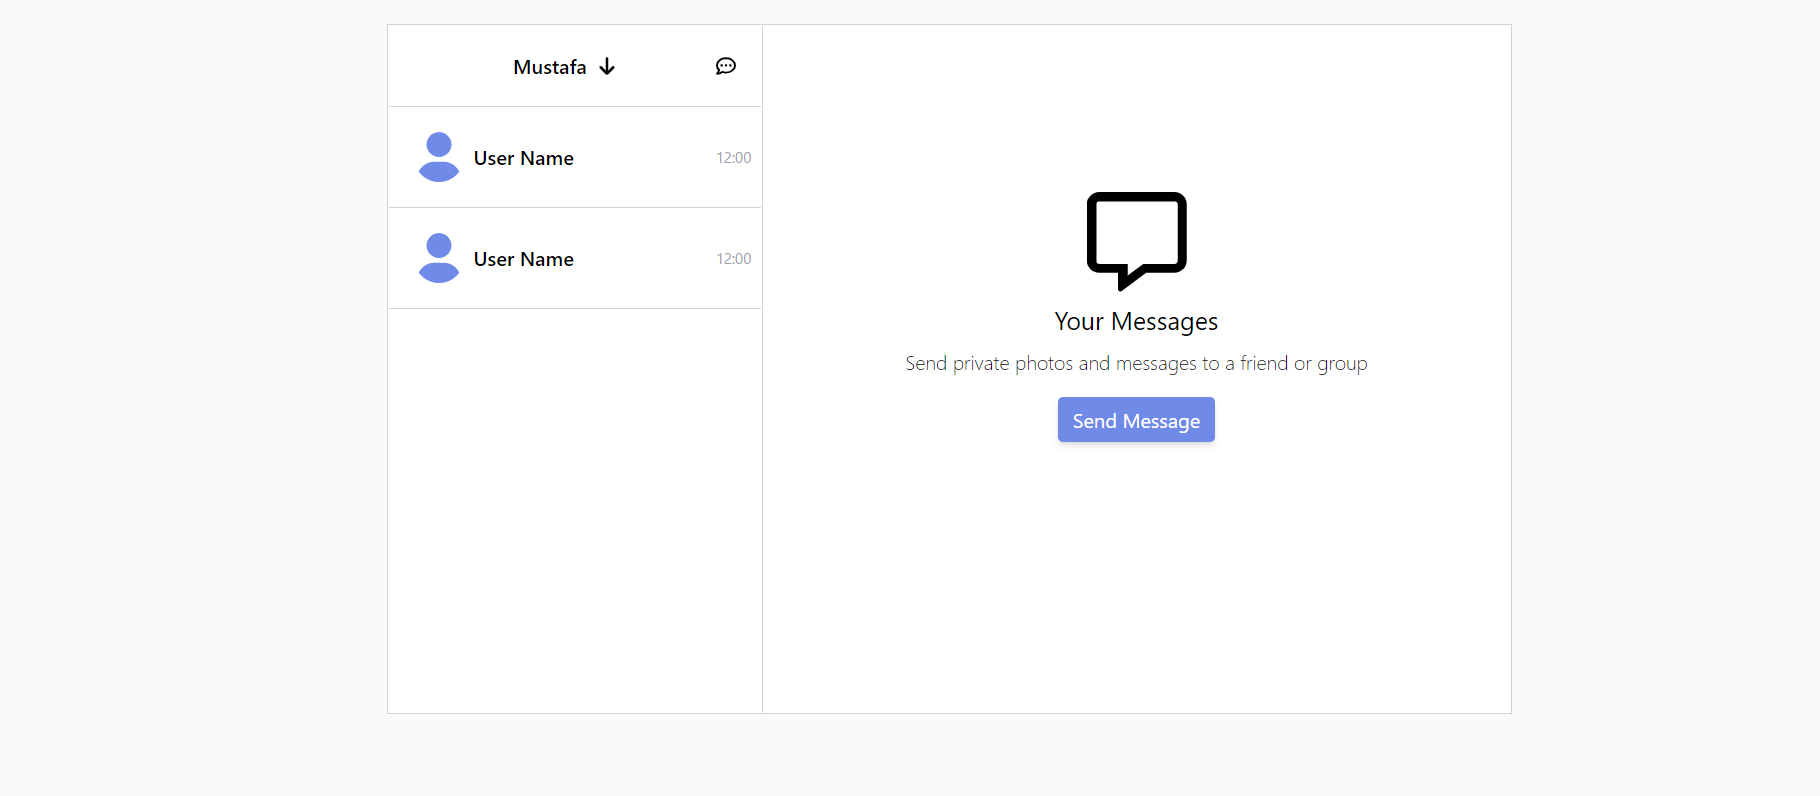 Mustafa
User Name 12:00
User Name 12:00
Your Messages
Send private photos and messages to a friend or group
Send Message